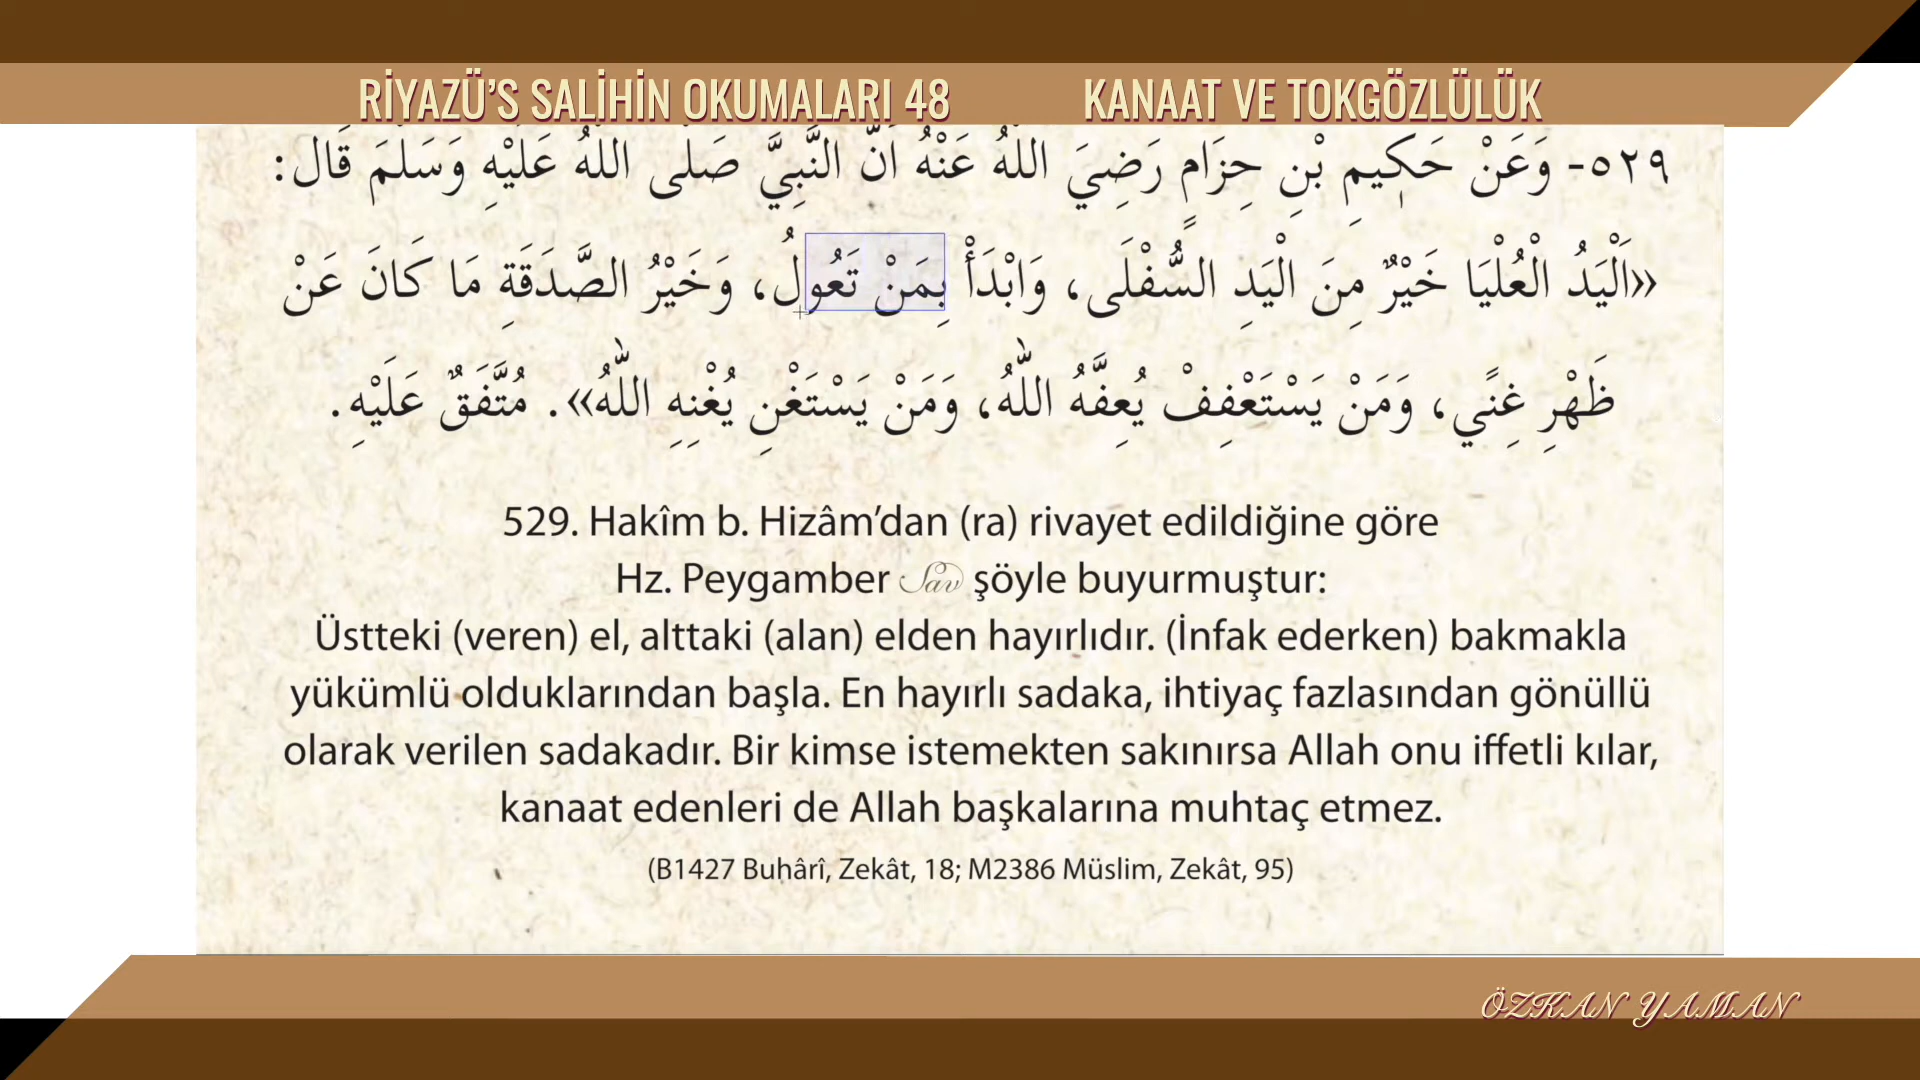 RİYAZÜ’S SALİHİN OKUMALARI 48 KANAAT VE TOKGÖZLÜLÜK
٥٢٩- وَعَنْ حَكِيمِ بْنِ حِزَامٍ رَضِيَ اللّٰهُ عَنْهُ اَنَّ النَّبِيَّ صَلَّى اللّٰهُ عَلَيْهِ وَسَلَّمَ قَالَ:
«اَلْيَدُ الْعُلْيَا خَيْرٌ مِنَ الْيَدِ السُّفْلَى، وَابْدَأْ بِمَنْ تَعُولُ، وَخَيْرُ الصَّدَقَةِ مَا كَانَ عَنْ
ظَهْرِ غِنًي، وَمَنْ يَسْتَعْفِفْ يُعِفَّهُ اللّٰهُ، وَمَنْ يَسْتَغْنِ يُغْنِهِ اللّٰهُ». مُتَّفَقٌ عَلَيْهِ.
529. Hakîm b. Hizâm’dan (ra) rivayet edildiğine göre
Hz. Peygamber Sav şöyle buyurmuştur:
Üstteki (veren) el, alttaki (alan) elden hayırlıdır. (İnfak ederken) bakmakla
yükümlü olduklarından başla. En hayırlı sadaka, ihtiyaç fazlasından gönüllü
olarak verilen sadakadır. Bir kimse istemekten sakınırsa Allah onu iffetli kılar,
kanaat edenleri de Allah başkalarına muhtaç etmez.
(B1427 Buhârî, Zekât, 18; M2386 Müslim, Zekât, 95)
ÖZKAN YAMAN